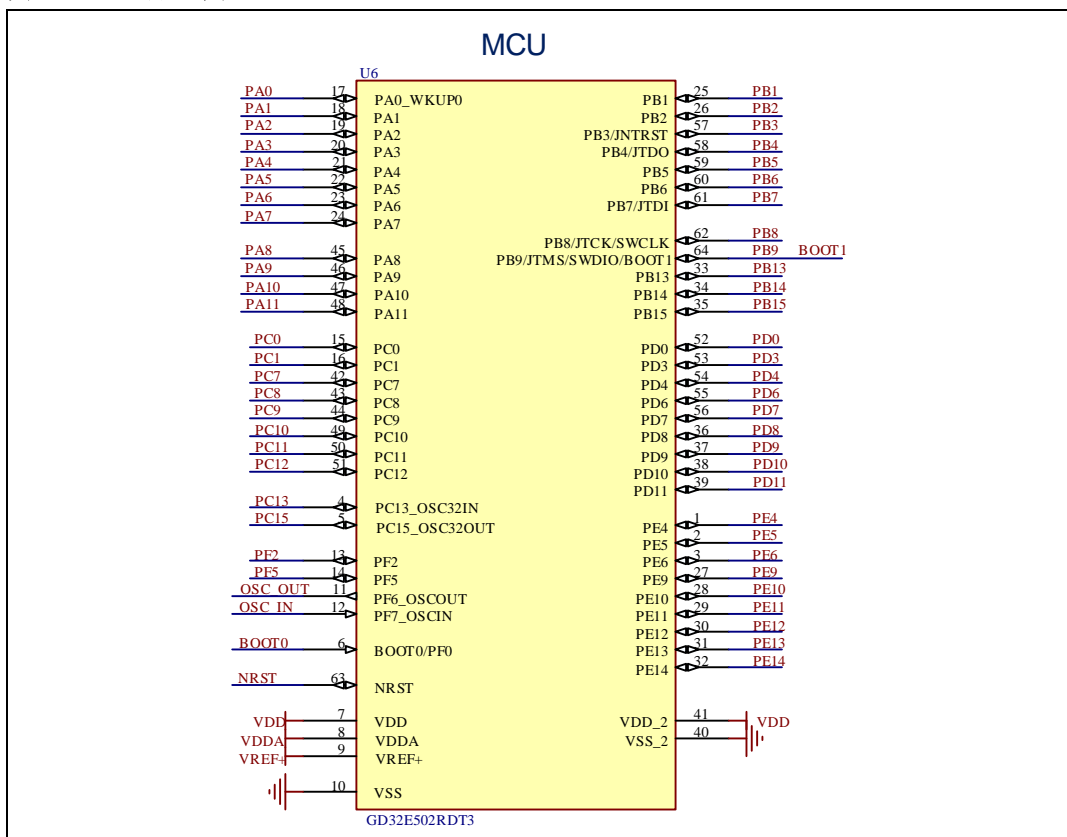 MCU
U6
PA0 17 PA0_WKUP0 PB1 25 PB1
PA1 18 PA1 PB2 26 PB2
PA2 19 PA2 PB3/JNTRST 57 PB3
PA3 20 PA3 PB4/JTDO 58 PB4
PA4 21 PA4 PB5 59 PB5
PA5 22 PA5 PB6 60 PB6
PA6 23 PA6 PB7/JTDI 61 PB7
PA7 24 PA7
PB8/JTCK/SWCLK 62 PB8
PA8 45 PA8 PB9/JTMS/SWDIO/BOOT1 64 PB9 BOOT1
PA9 46 PA9 PB13 33 PB13
PA10 47 PA10 PB14 34 PB14
PA11 48 PA11 PB15 35 PB15
PC0 15 PC0 PD0 52 PD0
PC1 16 PC1 PD3 53 PD3
PC7 42 PC7 PD4 54 PD4
PC8 43 PC8 PD6 55 PD6
PC9 44 PC9 PD7 56 PD7
PC10 49 PC10 PD8 36 PD8
PC11 50 PC11 PD9 37 PD9
PC12 51 PC12 PD10 38 PD10
PD11 39 PD11
PC13 4 PC13_OSC32IN PE4 1 PE4
PC15 5 PC15_OSC32OUT PE5 2 PE5
PF2 13 PF2 PE6 3 PE6
PF5 14 PF5 PE9 27 PE9
OSC_OUT 11 PF6_OSCOUT PE10 28 PE10
OSC_IN 12 PF7_OSCIN PE11 29 PE11
PE12 30 PE12
BOOT0 6 BOOT0/PF0 PE13 31 PE13
PE14 32 PE14
NRST 63 NRST
VDD 7 VDD VDD_2 41 VDD
VDDA 8 VDDA VSS_2 40
VREF+ 9 VREF+
10 VSS
GD32E502RDT3